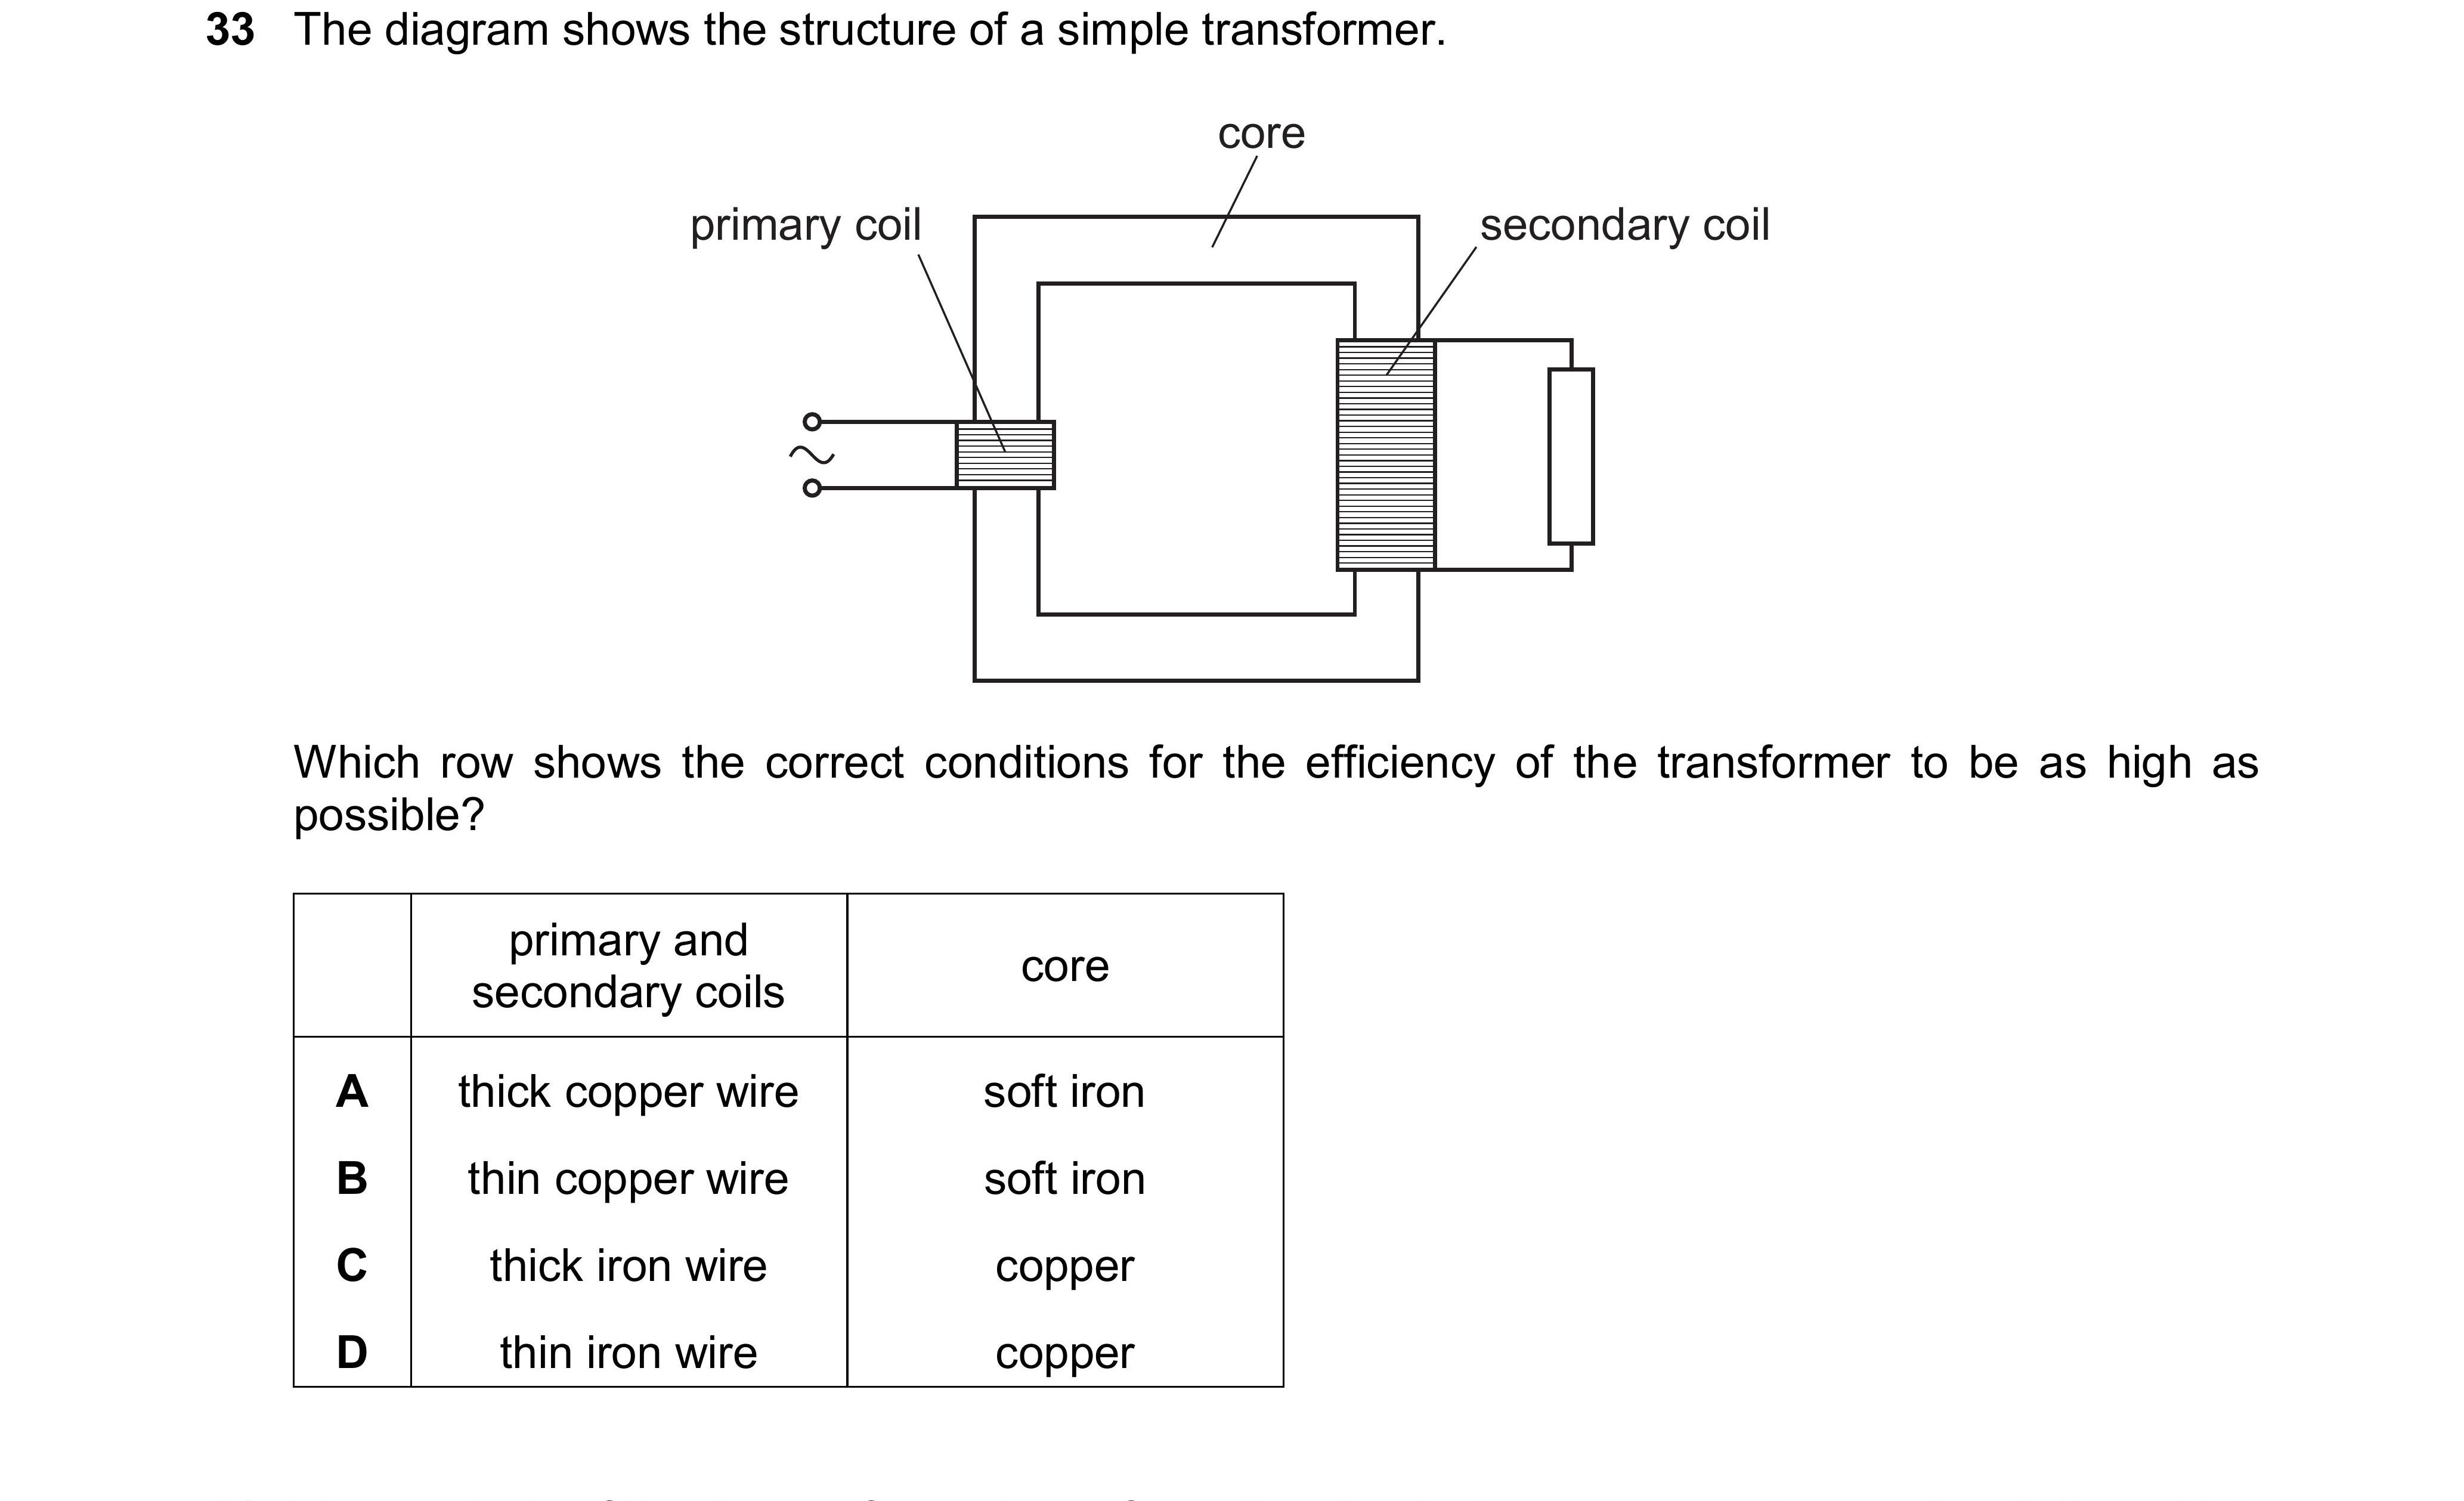 33 The diagram shows the structure of a simple transformer.
core
primary coil
secondary coil
Which row shows the correct conditions for the efficiency of the transformer to be as high as
possible?
primary and
secondary coils
core
A thick copper wire soft iron
B thin copper wire soft iron
C thick iron wire copper
D thin iron wire copper